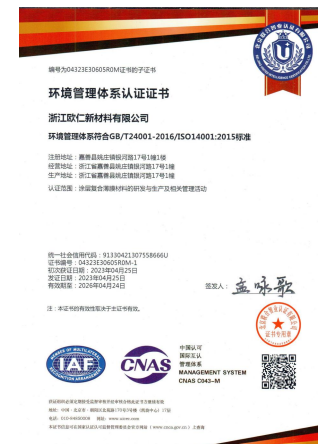 编号为04323E30605R0M证书的子证书
环境管理体系认证证书
浙江欧仁新材料有限公司
环境管理体系符合GB/T24001-2016/ISO14001:2015标准
注册地址：嘉善县姚庄镇银河路17号1幢1楼
经营地址：浙江省嘉善县姚庄镇银河路17号1幢
生产地址：浙江省嘉善县姚庄镇银河路17号1幢
认证范围：涂层复合薄膜材料的研发与生产及相关管理活动
统一社会信用代码：91330421307558666U
证书编号：04323E30605R0M-1
初次获证日期：2023年04月25日
发证日期：2023年04月25日
有效期至：2026年04月24日
签发人：
注：本证书的有效性取决于主证书有效。
IAF
CNAS
中国认可
国际互认
管理体系
MANAGEMENT SYSTEM
CNAS C043-M
证书专用章